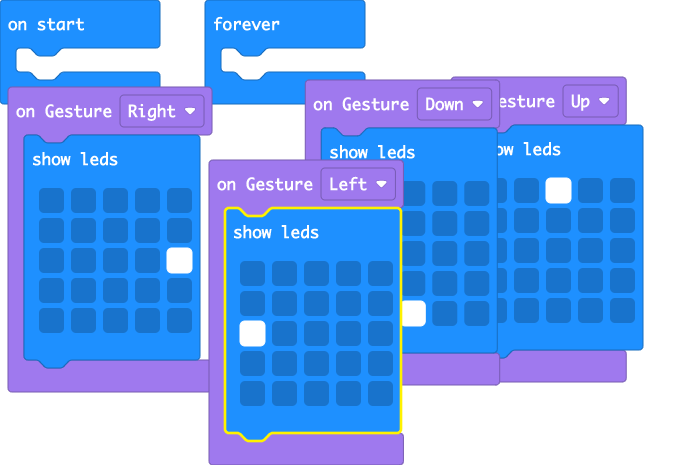 on start
forever
on Gesture Right
show leds
on Gesture Down
show leds
esture Up
ow leds
on Gesture Left
show leds